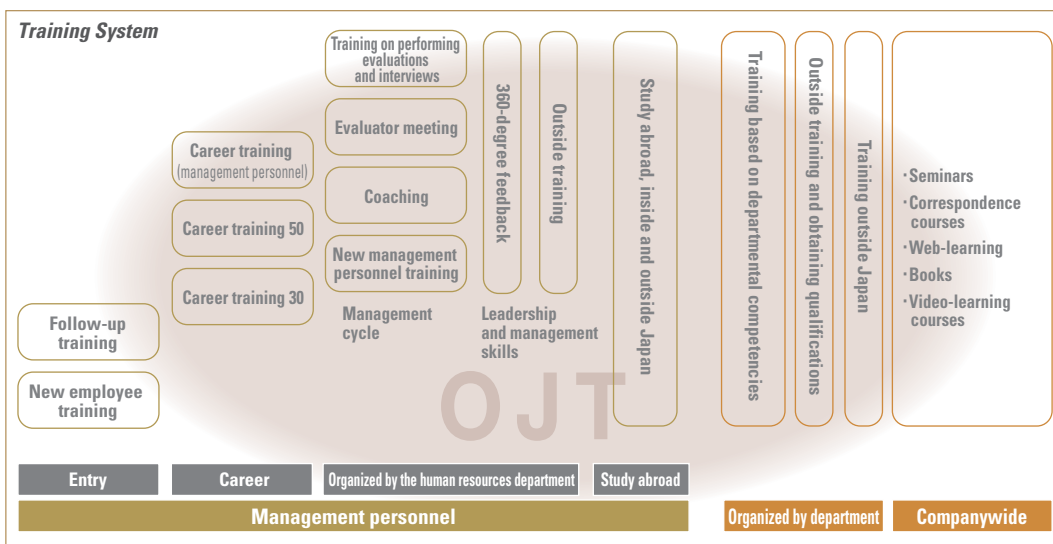 Training System
Follow-up
training
New employee
training
Career training
(management personnel)
Career training 50
Career training 30
Training on performing
evaluations
and interviews
Evaluator meeting
Coaching
New management
personnel training
Management
cycle
360-degree feedback
Outside training
Leadership
and management
skills
Study abroad, inside and outside Japan
Training based on departmental competencies
Outside training and obtaining qualifications
Training outside Japan
·Seminars
·Correspondence
courses
·Web-learning
·Books
·Video-learning
courses
OJT
Entry
Career
Organized by the human resources department
Study abroad
Management personnel
Organized by department
Companywide